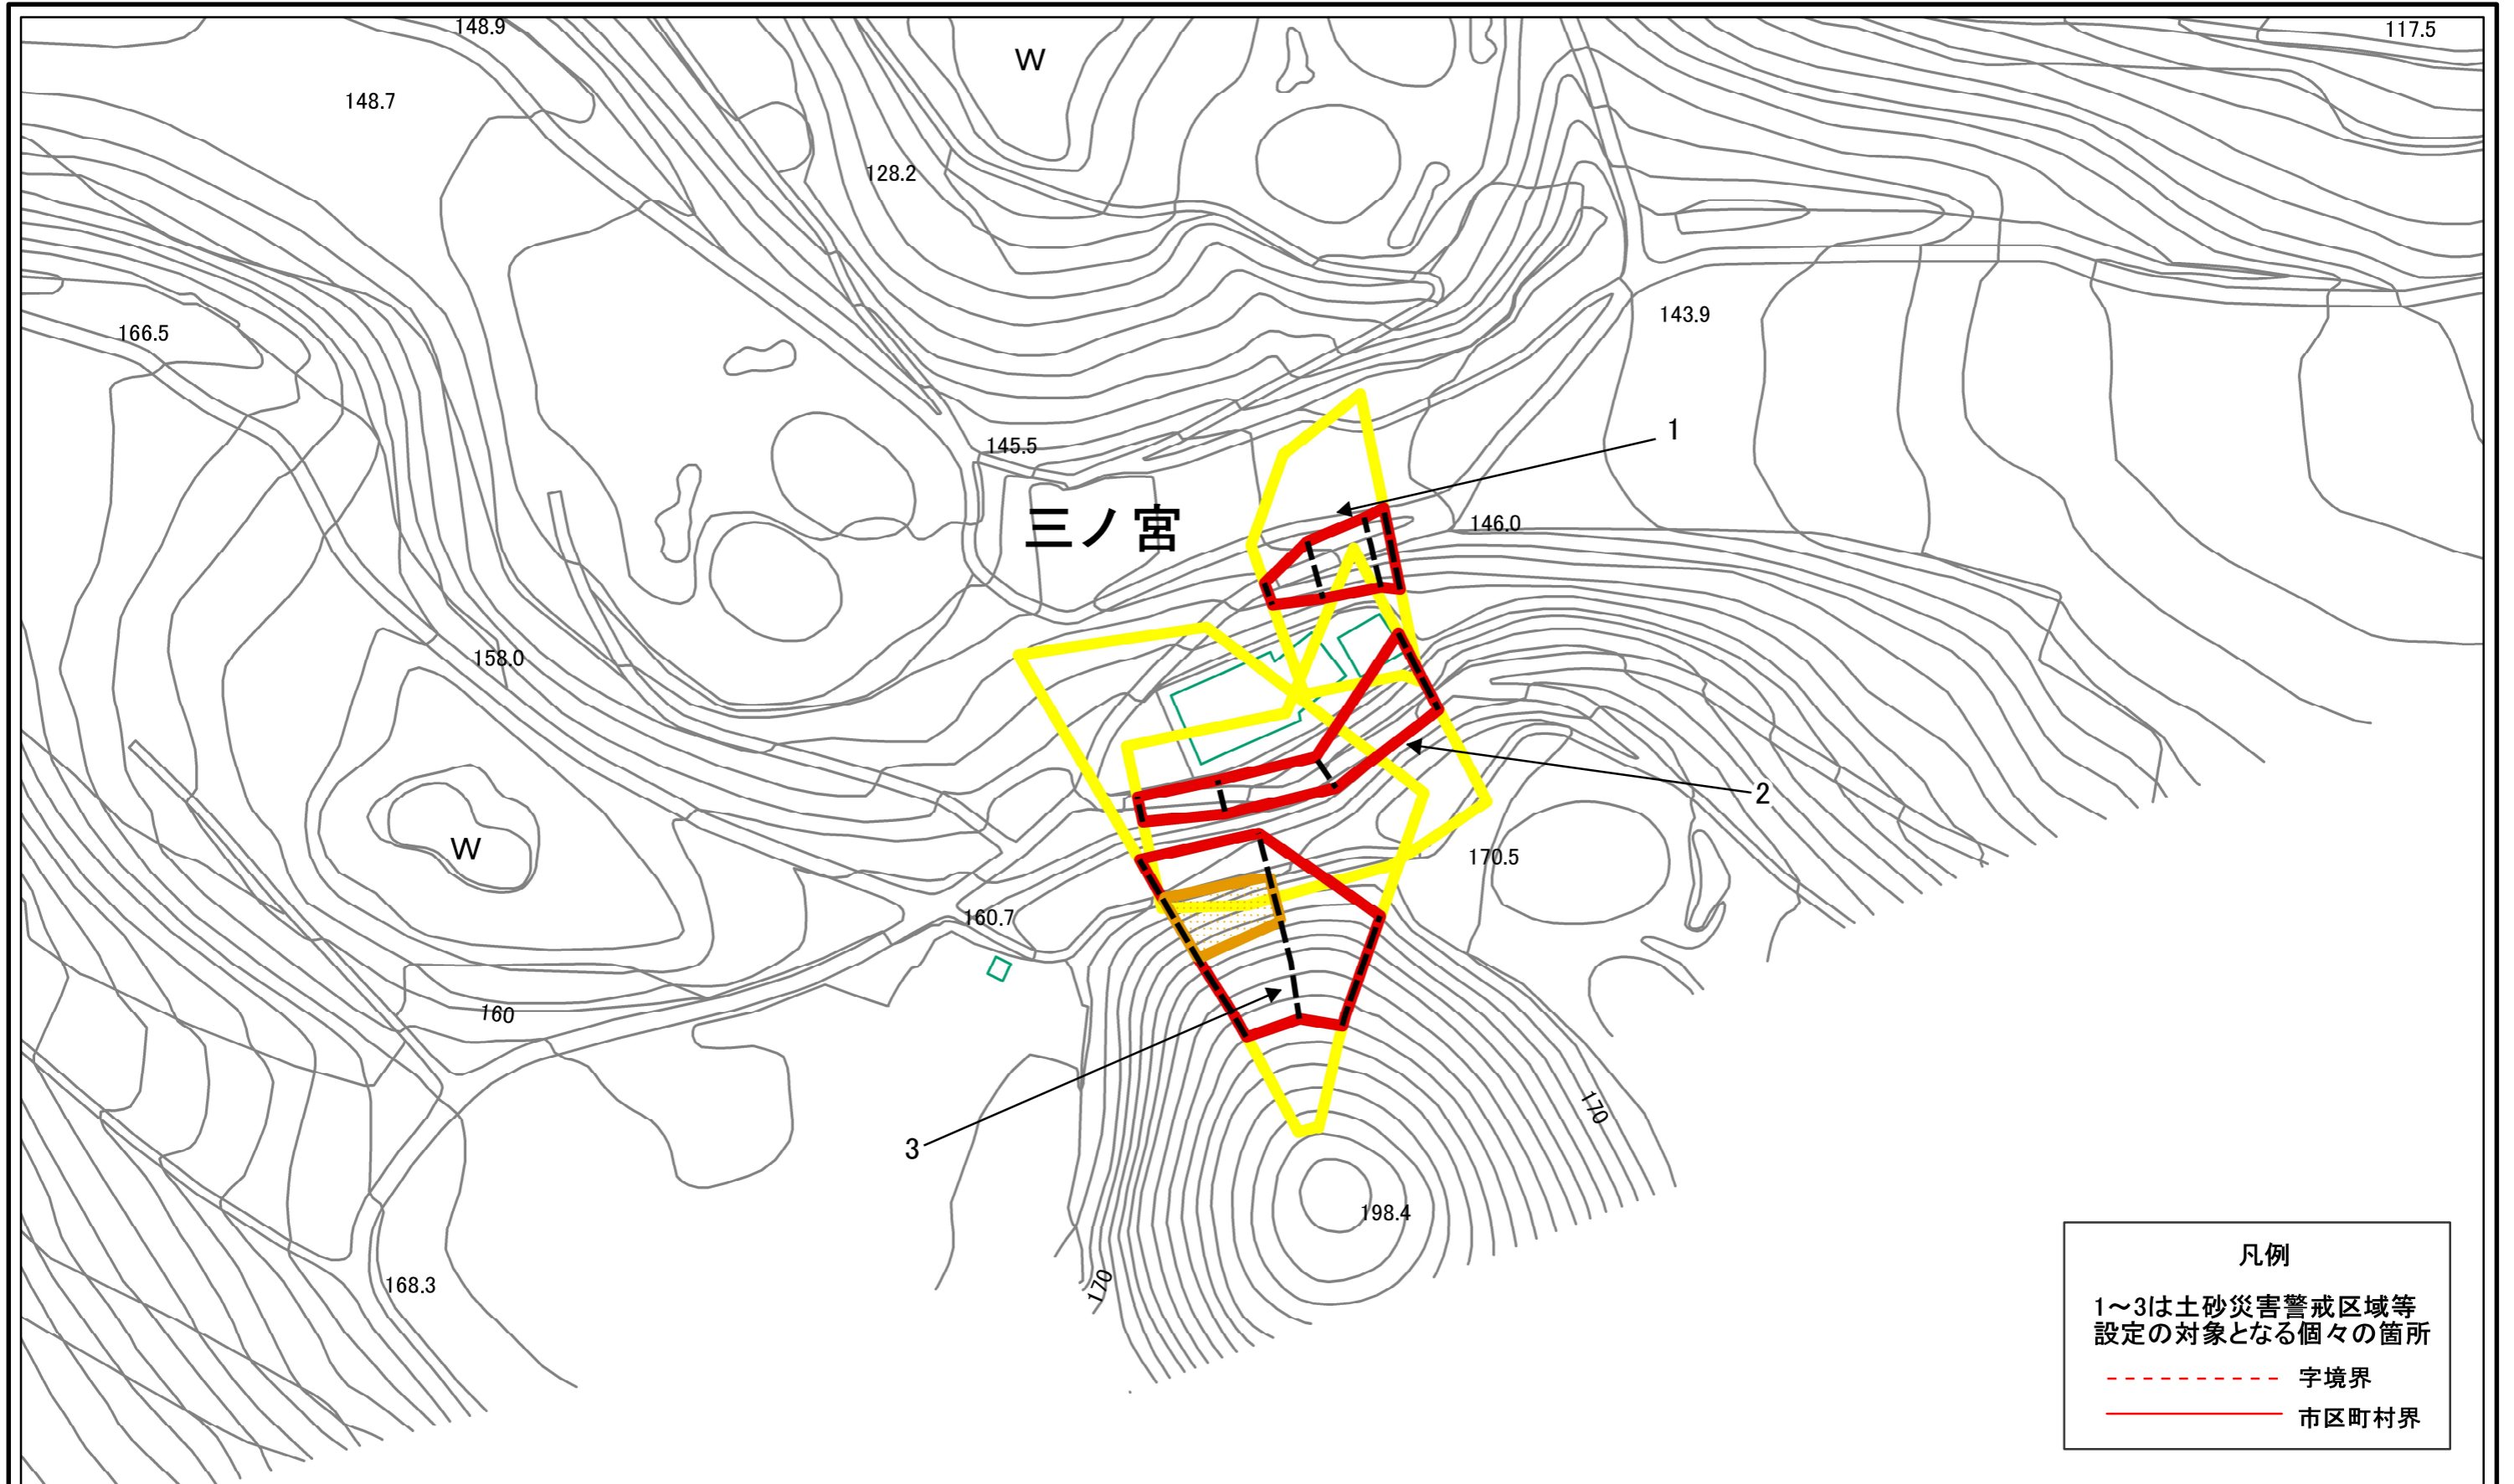 148.9
117.5
W
148.7
128.2
143.9
166.5
1
145.5
三ノ宮
146.0
158.0
2
W
170.5
160.7
160
170
3
198.4
168.3
170
凡例
1～3は土砂災害警戒区域等
設定の対象となる個々の箇所
字境界
市区町村界